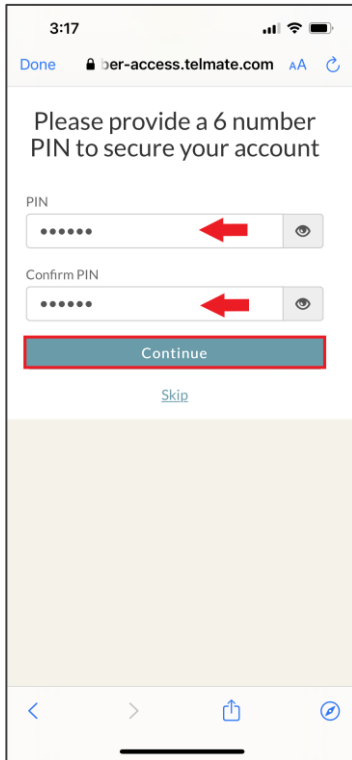 3:17
Done ber-access.telmate.com AA
Please provide a 6 number
PIN to secure your account
PIN
••••••
Confirm PIN
••••••
Continue
Skip